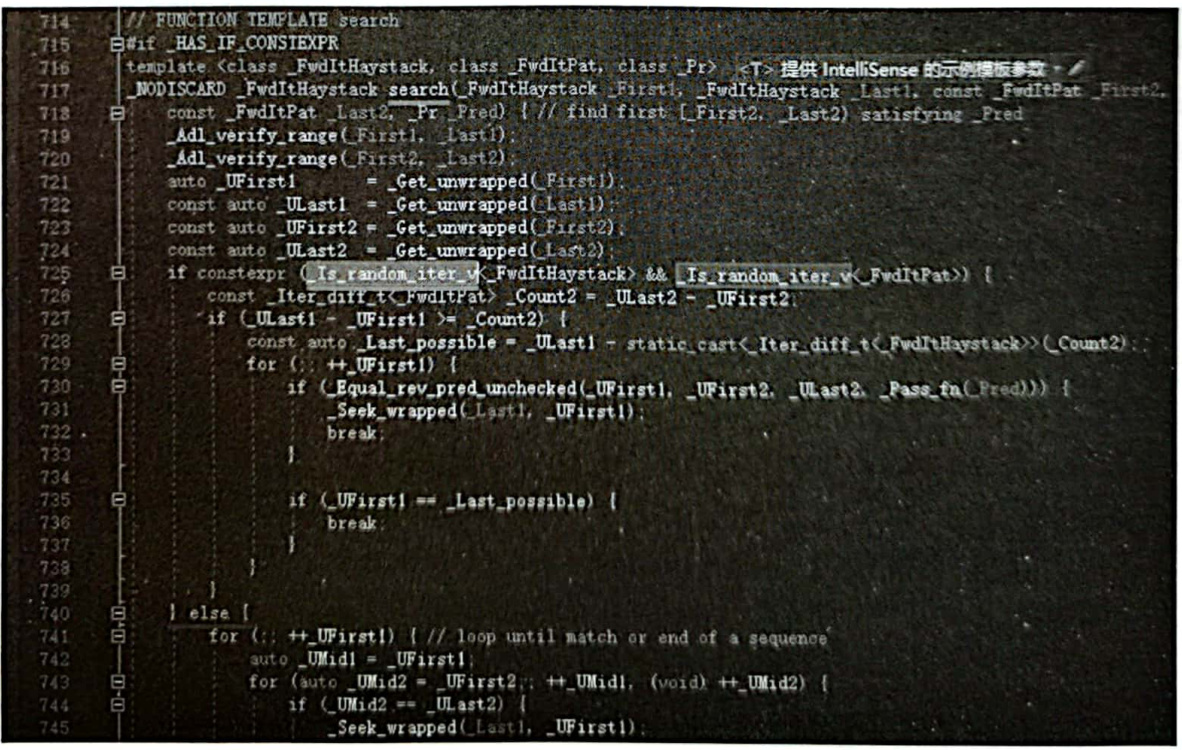 714 // FUNCTION TEMPLATE search
715 #if _HAS_IF_CONSTEXPR
716 template <class _FwdItHaystack, class _FwdItPat, class _Pr> <T> 提供 IntelliSense 的示例模板参数 - 
717 _NODISCARD _FwdItHaystack search(_FwdItHaystack _First1, _FwdItHaystack _Last1, const _FwdItPat _First2,
718 const _FwdItPat _Last2, _Pr _Pred) { // find first [_First2, _Last2) satisfying _Pred
719 _Adl_verify_range(_First1, _Last1);
720 _Adl_verify_range(_First2, _Last2);
721 auto _UFirst1 = _Get_unwrapped(_First1);
722 const auto _ULast1 = _Get_unwrapped(_Last1);
723 const auto _UFirst2 = _Get_unwrapped(_First2);
724 const auto _ULast2 = _Get_unwrapped(_Last2);
725 if constexpr (_Is_random_iter_v<_FwdItHaystack> && _Is_random_iter_v<_FwdItPat>) {
726 const _Iter_diff_t<_FwdItPat> _Count2 = _ULast2 - _UFirst2;
727 if (_ULast1 - _UFirst1 >= _Count2) {
728 const auto _Last_possible = _ULast1 - static_cast<_Iter_diff_t<_FwdItHaystack>>(_Count2);
729 for (;; ++_UFirst1) {
730 if (_Equal_rev_pred_unchecked(_UFirst1, _UFirst2, _ULast2, _Pass_fn(_Pred))) {
731 _Seek_wrapped(_Last1, _UFirst1);
732 break;
733 }
734
735 if (_UFirst1 == _Last_possible) {
736 break;
737 }
738 }
739 }
740 } else {
741 for (;; ++_UFirst1) { // loop until match or end of a sequence
742 auto _UMid1 = _UFirst1;
743 for (auto _UMid2 = _UFirst2;; ++_UMid1, (void) ++_UMid2) {
744 if (_UMid2 == _ULast2) {
745 _Seek_wrapped(_Last1, _UFirst1);